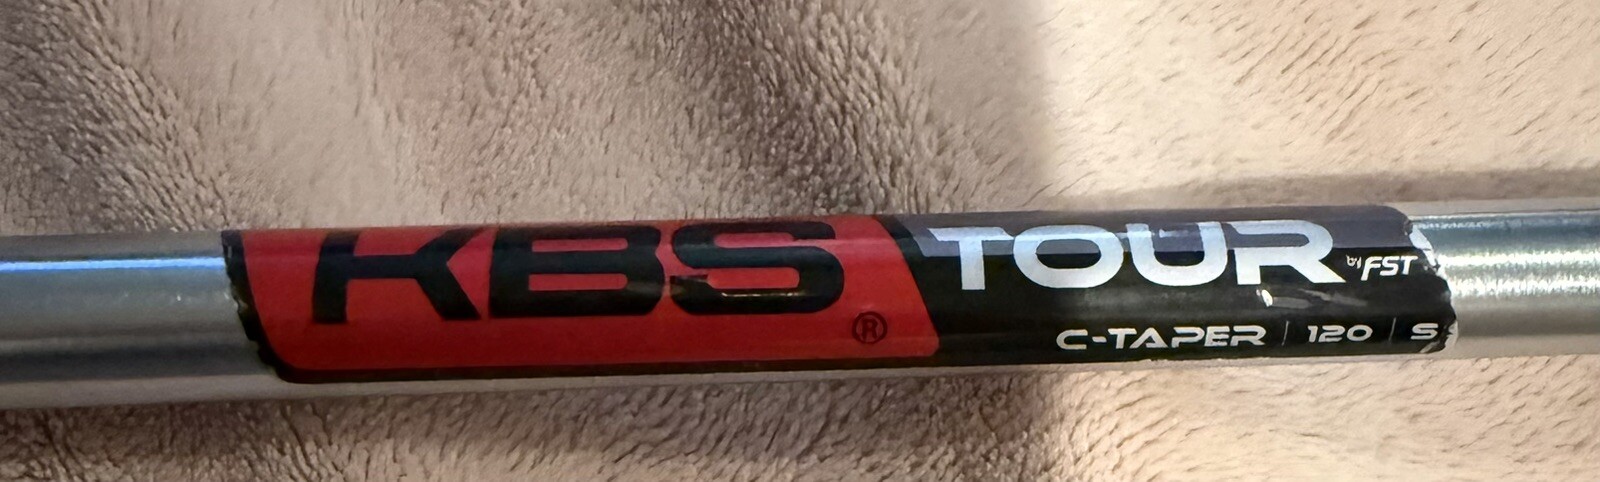 KBS® TOUR by FST
C-TAPER | 120 | S